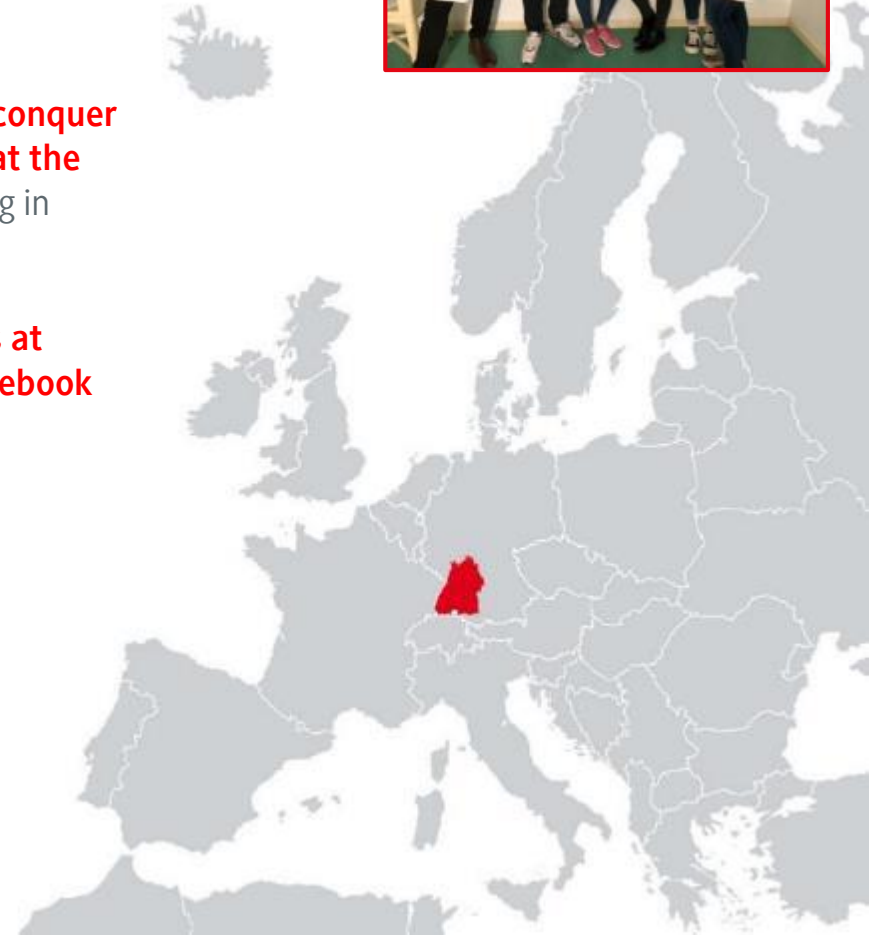 conquer
at the
g in
at
ebook